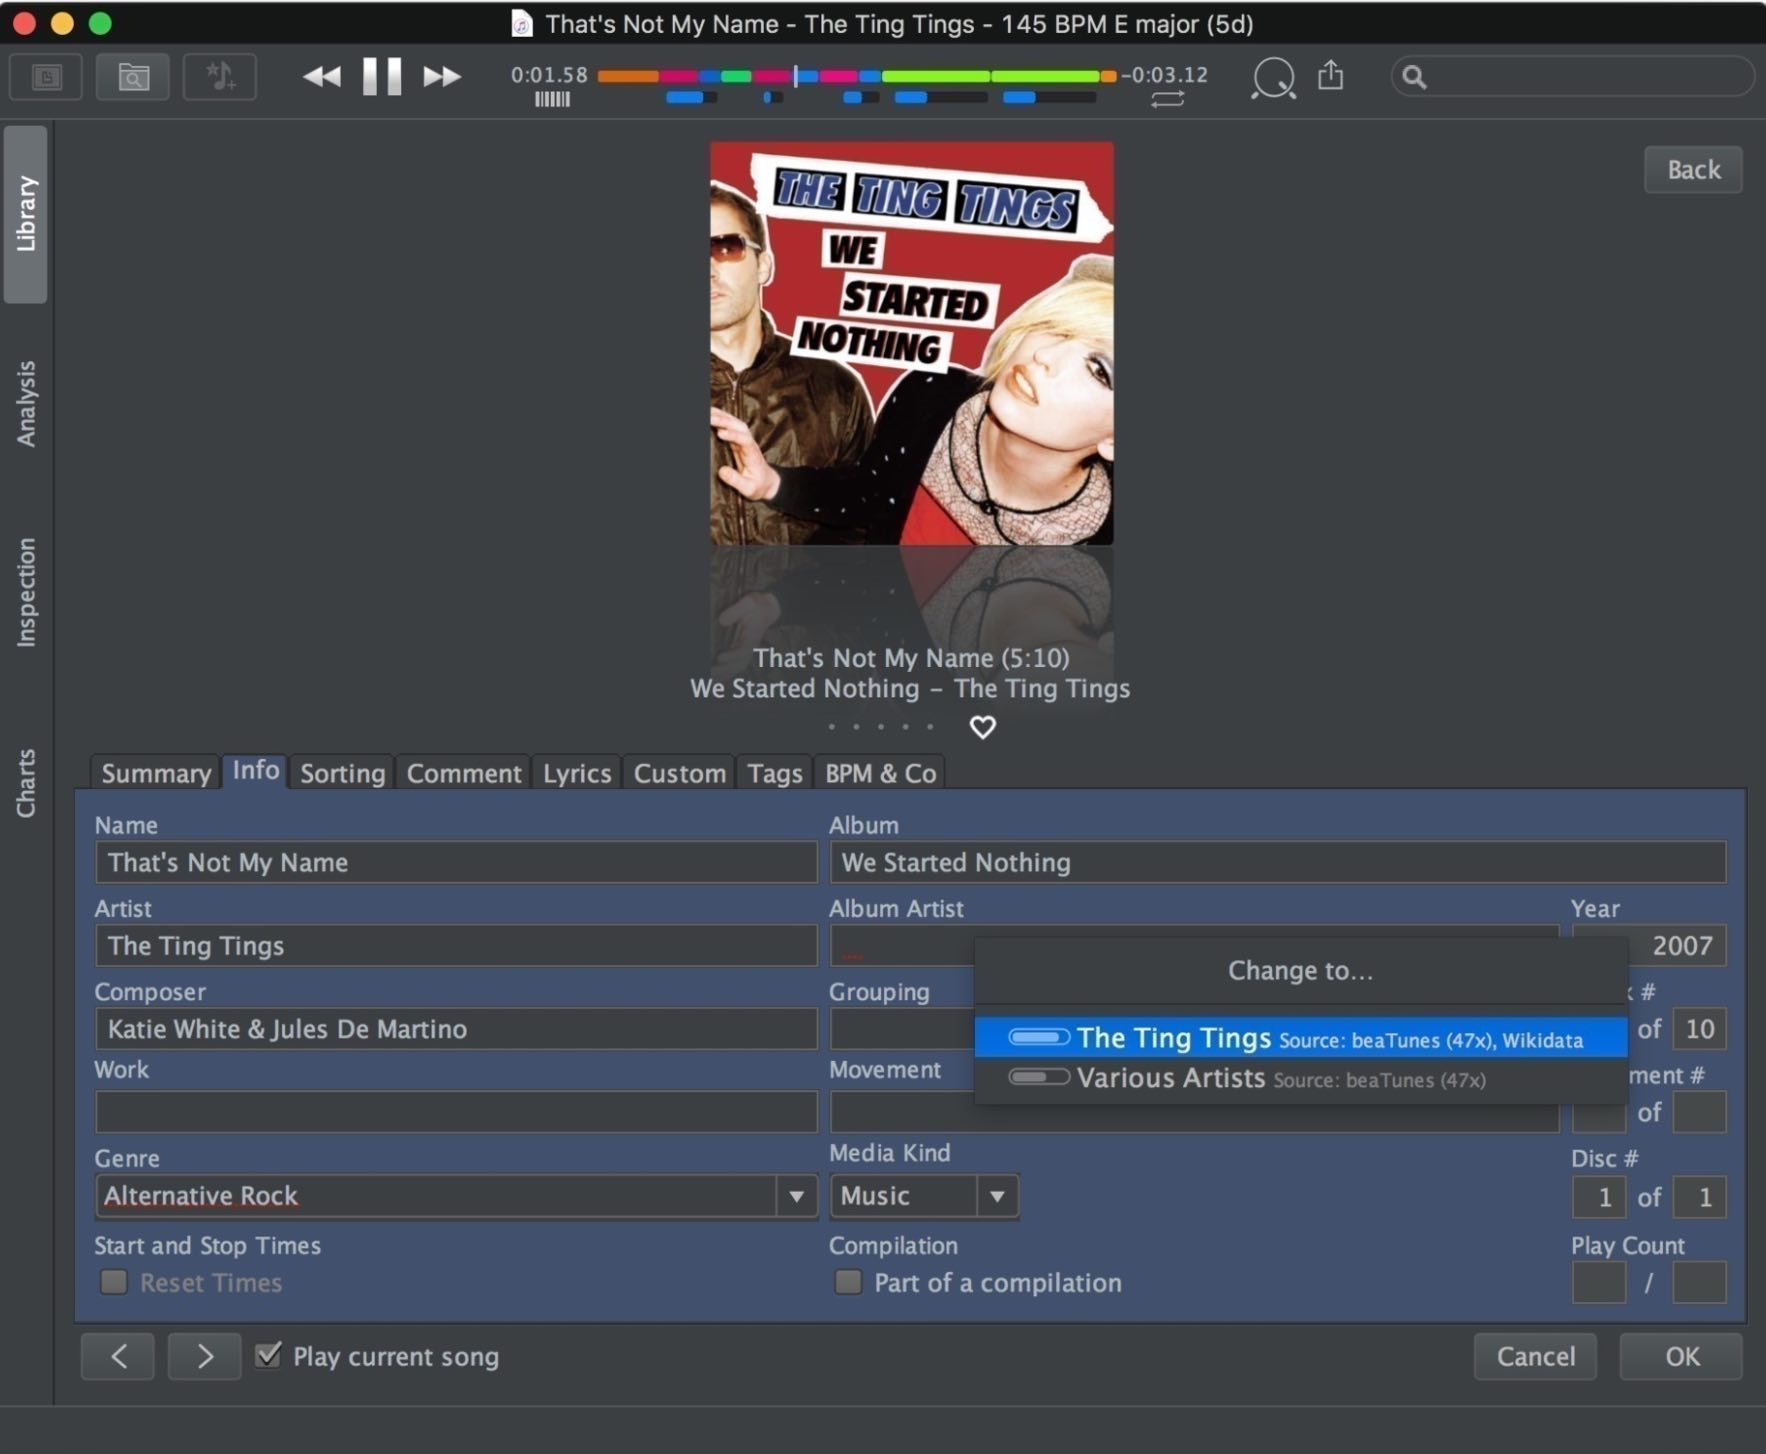 That's Not My Name - The Ting Tings - 145 BPM E major (5d)
0:01.58
-0:03.12
Library
Analysis
Inspection
Charts
Back
THE TING TINGS
WE
STARTED
NOTHING
That's Not My Name (5:10)
We Started Nothing – The Ting Tings
Summary Info Sorting Comment Lyrics Custom Tags BPM & Co
Name
That's Not My Name
Album
We Started Nothing
Artist
The Ting Tings
Album Artist
Year
2007
Change to...
The Ting Tings Source: beaTunes (47x), Wikidata
Various Artists Source: beaTunes (47x)
Composer
Katie White & Jules De Martino
Grouping
#
of 10
Work
Movement
ment #
of
Genre
Alternative Rock
Media Kind
Music
Disc #
1 of 1
Start and Stop Times
Reset Times
Compilation
Part of a compilation
Play Count
/
< > Play current song
Cancel
OK